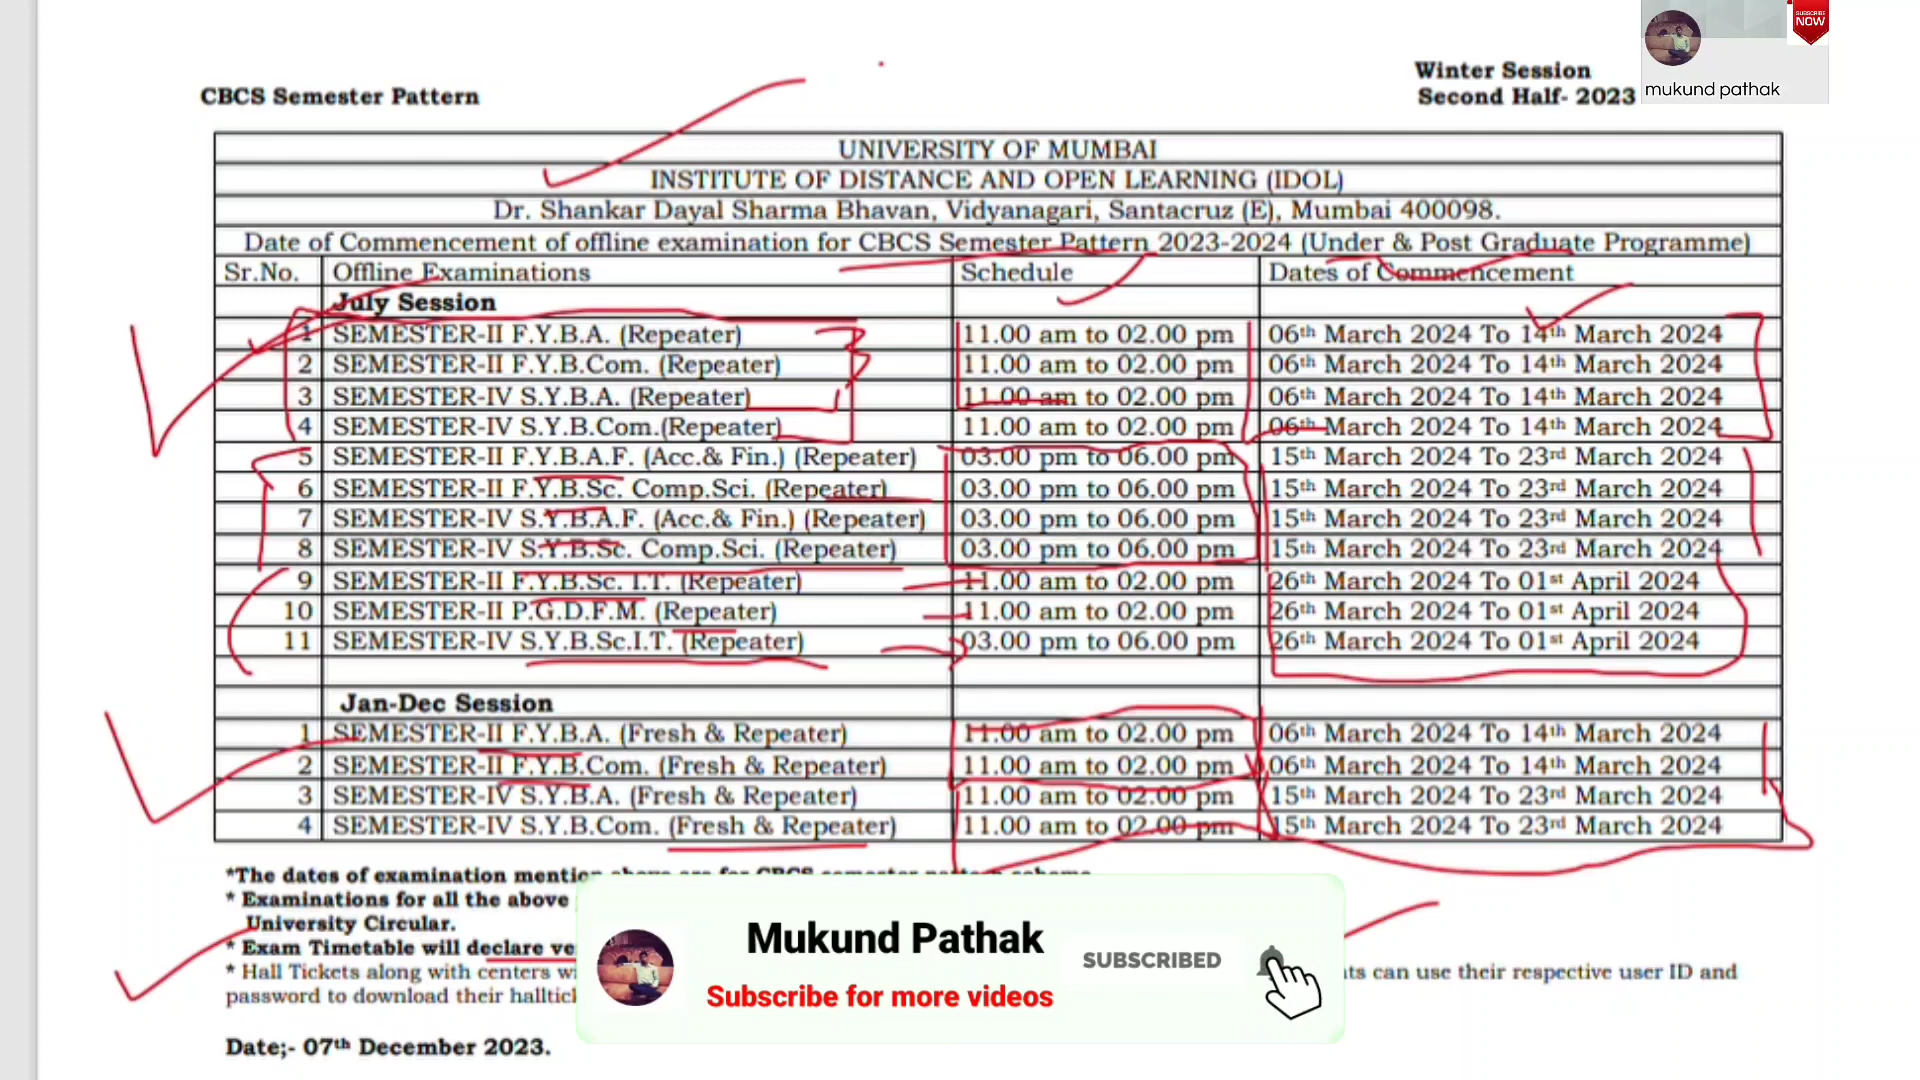 SUBSCRIBE
NOW
mukund pathak
Winter Session
CBCS Semester Pattern Second Half- 2023
UNIVERSITY OF MUMBAI
INSTITUTE OF DISTANCE AND OPEN LEARNING (IDOL)
Dr. Shankar Dayal Sharma Bhavan, Vidyanagari, Santacruz (E), Mumbai 400098.
Date of Commencement of offline examination for CBCS Semester Pattern 2023-2024 (Under & Post Graduate Programme)
Sr.No. Offline Examinations Schedule Dates of Commencement
July Session
1 SEMESTER-II F.Y.B.A. (Repeater) 11.00 am to 02.00 pm 06th March 2024 To 14th March 2024
2 SEMESTER-II F.Y.B.Com. (Repeater) 11.00 am to 02.00 pm 06th March 2024 To 14th March 2024
3 SEMESTER-IV S.Y.B.A. (Repeater) 11.00 am to 02.00 pm 06th March 2024 To 14th March 2024
4 SEMESTER-IV S.Y.B.Com.(Repeater) 11.00 am to 02.00 pm 06th March 2024 To 14th March 2024
5 SEMESTER-II F.Y.B.A.F. (Acc.& Fin.) (Repeater) 03.00 pm to 06.00 pm 15th March 2024 To 23rd March 2024
6 SEMESTER-II F.Y.B.Sc. Comp.Sci. (Repeater) 03.00 pm to 06.00 pm 15th March 2024 To 23rd March 2024
7 SEMESTER-IV S.Y.B.A.F. (Acc.& Fin.) (Repeater) 03.00 pm to 06.00 pm 15th March 2024 To 23rd March 2024
8 SEMESTER-IV S.Y.B.Sc. Comp.Sci. (Repeater) 03.00 pm to 06.00 pm 15th March 2024 To 23rd March 2024
9 SEMESTER-II F.Y.B.Sc. I.T. (Repeater) 11.00 am to 02.00 pm 26th March 2024 To 01st April 2024
10 SEMESTER-II P.G.D.F.M. (Repeater) 11.00 am to 02.00 pm 26th March 2024 To 01st April 2024
11 SEMESTER-IV S.Y.B.Sc.I.T. (Repeater) 03.00 pm to 06.00 pm 26th March 2024 To 01st April 2024
Jan-Dec Session
1 SEMESTER-II F.Y.B.A. (Fresh & Repeater) 11.00 am to 02.00 pm 06th March 2024 To 14th March 2024
2 SEMESTER-II F.Y.B.Com. (Fresh & Repeater) 11.00 am to 02.00 pm 06th March 2024 To 14th March 2024
3 SEMESTER-IV S.Y.B.A. (Fresh & Repeater) 11.00 am to 02.00 pm 15th March 2024 To 23rd March 2024
4 SEMESTER-IV S.Y.B.Com. (Fresh & Repeater) 11.00 am to 02.00 pm 15th March 2024 To 23rd March 2024
*The dates of examination mention above are for CBCS semester pattern scheme
* Examinations for all the above
University Circular.
* Exam Timetable will declare
* Hall Tickets along with centers can use their respective user ID and
password to download their
Mukund Pathak
SUBSCRIBED
Subscribe for more videos
Date;- 07th December 2023.